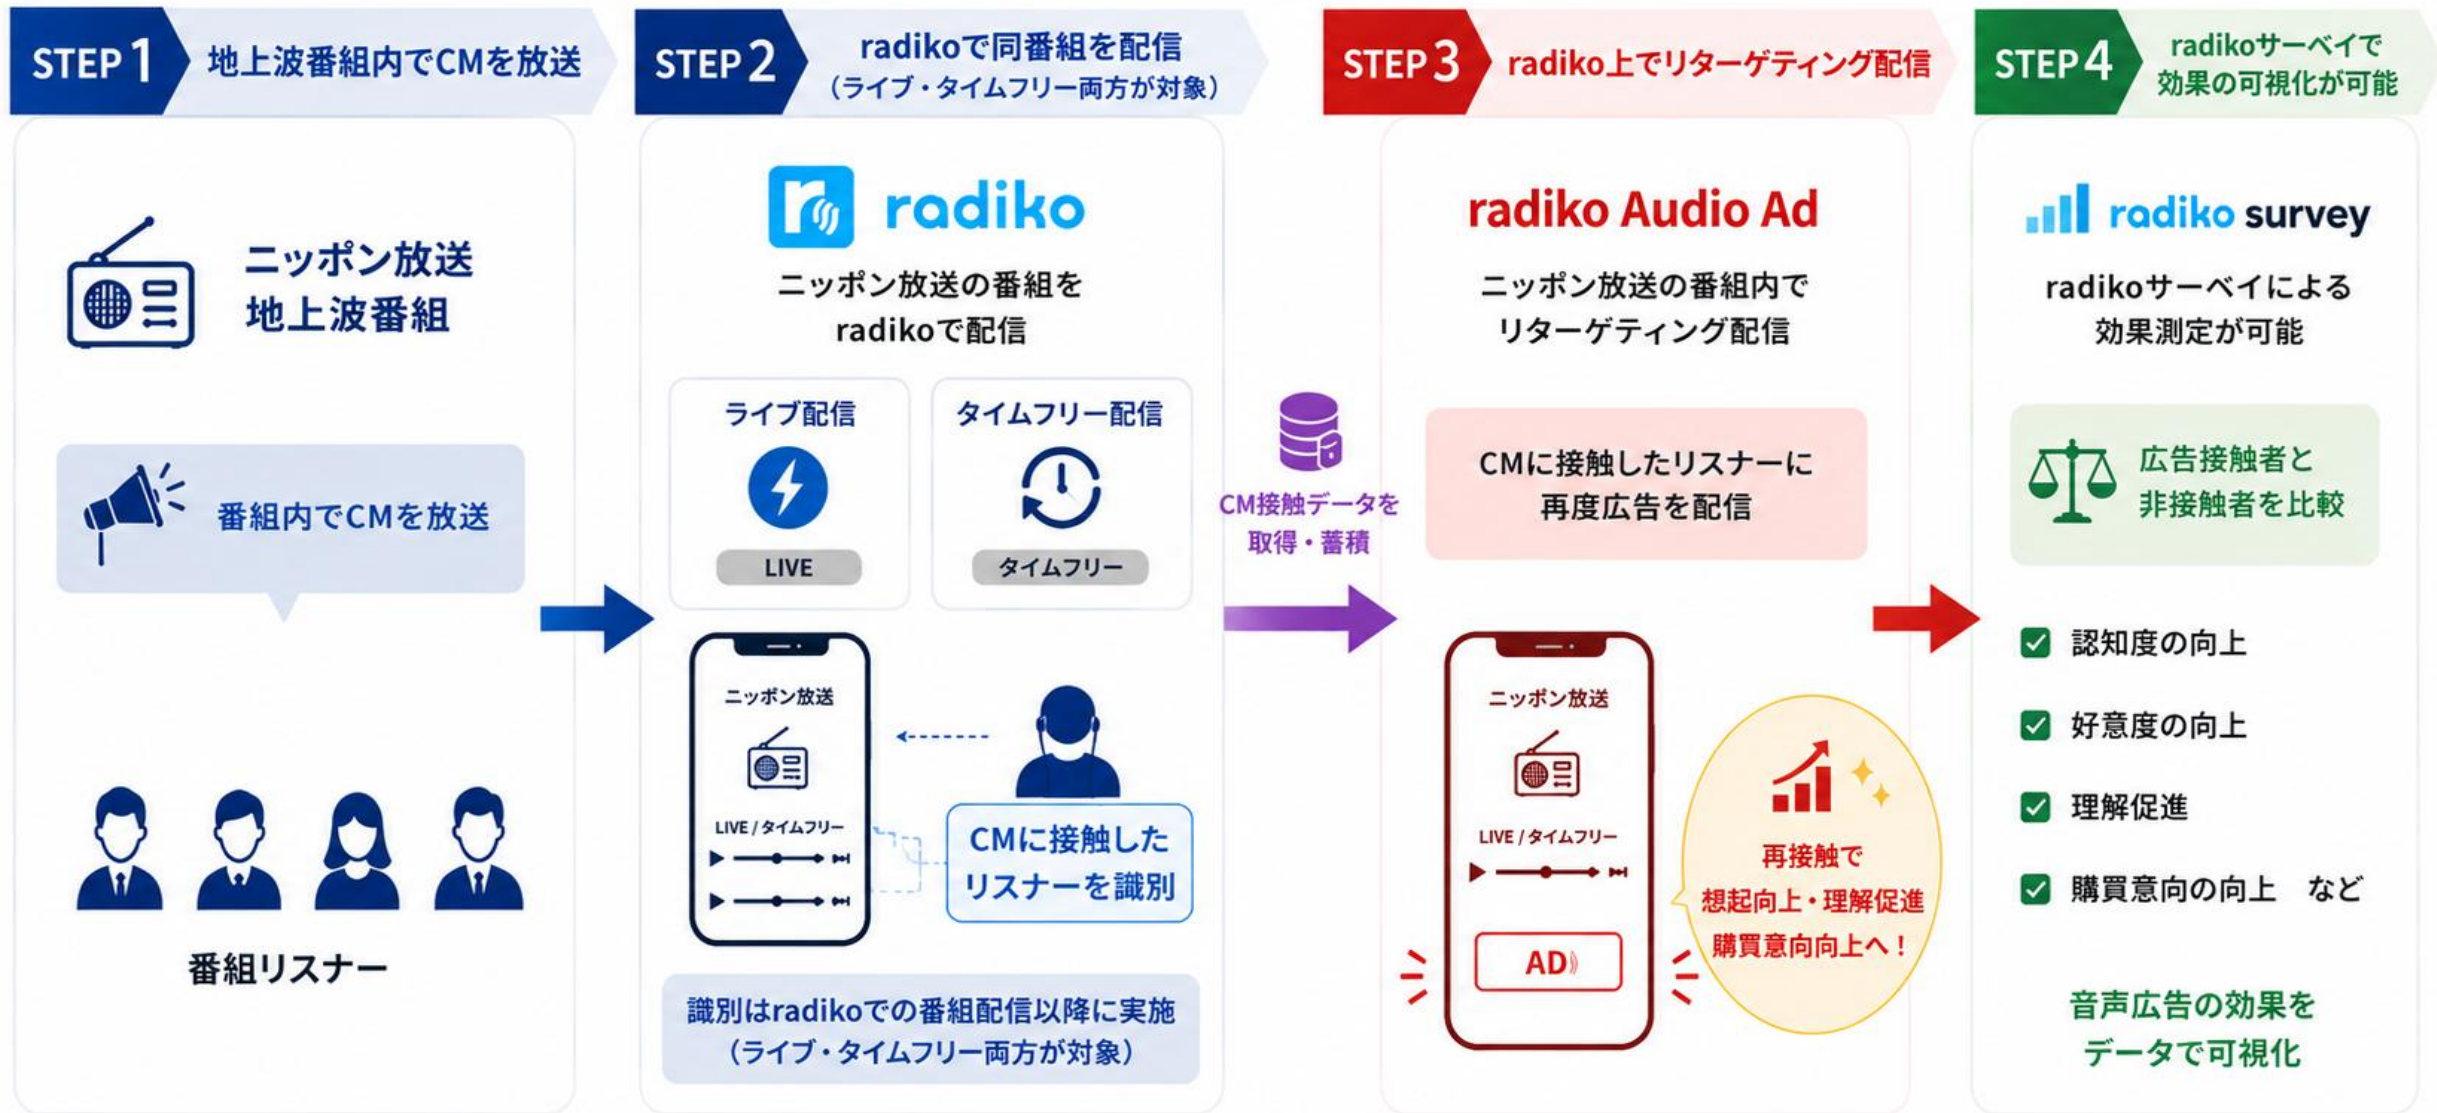 STEP 1
地上波番組内でCMを放送
ニッポン放送
地上波番組
番組内でCMを放送
番組リスナー
STEP 2
radikoで同番組を配信
（ライブ・タイムフリー両方が対象）
radiko
ニッポン放送の番組を
radikoで配信
ライブ配信
LIVE
タイムフリー配信
タイムフリー
ニッポン放送
LIVE / タイムフリー
CMに接触した
リスナーを識別
識別はradikoでの番組配信以降に実施
（ライブ・タイムフリー両方が対象）
CM接触データを
取得・蓄積
STEP 3
radiko上でリターゲティング配信
radiko Audio Ad
ニッポン放送の番組内で
リターゲティング配信
CMに接触したリスナーに
再度広告を配信
ニッポン放送
LIVE / タイムフリー
AD
再接触で
想起向上・理解促進
購買意向向上へ！
STEP 4
radikoサーベイで
効果の可視化が可能
radiko survey
radikoサーベイによる
効果測定が可能
広告接触者と
非接触者を比較
認知度の向上
好意度の向上
理解促進
購買意向の向上　など
音声広告の効果を
データで可視化